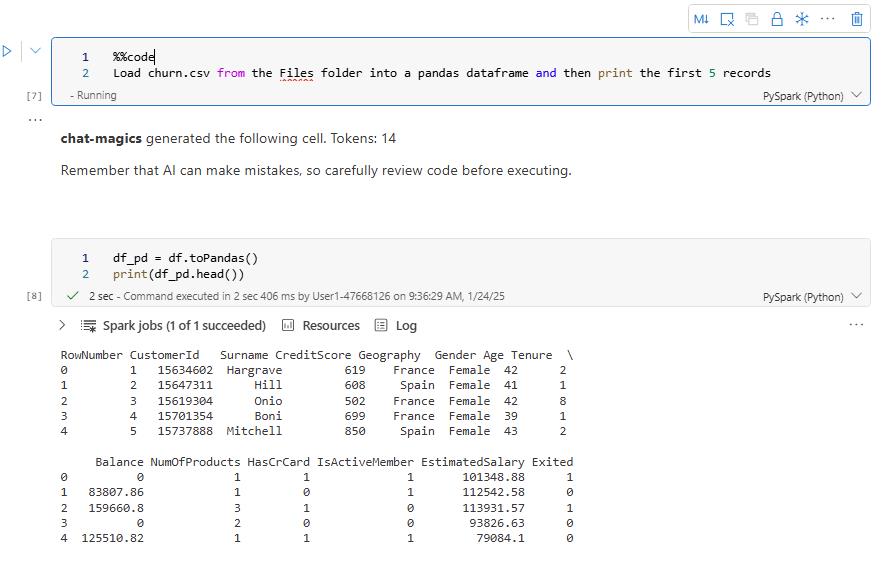 M↓
1 %%code
2 Load churn.csv from the Files folder into a pandas dataframe and then print the first 5 records
[7] - Running PySpark (Python)
chat-magics generated the following cell. Tokens: 14
Remember that AI can make mistakes, so carefully review code before executing.
1 df_pd = df.toPandas()
2 print(df_pd.head())
[8] 2 sec - Command executed in 2 sec 406 ms by User1-47668126 on 9:36:29 AM, 1/24/25 PySpark (Python)
Spark jobs (1 of 1 succeeded) Resources Log
RowNumber CustomerId Surname CreditScore Geography Gender Age Tenure \
0 1 15634602 Hargrave 619 France Female 42 2
1 2 15647311 Hill 608 Spain Female 41 1
2 3 15619304 Onio 502 France Female 42 8
3 4 15701354 Boni 699 France Female 39 1
4 5 15737888 Mitchell 850 Spain Female 43 2
Balance NumOfProducts HasCrCard IsActiveMember EstimatedSalary Exited
0 0 1 1 1 101348.88 1
1 83807.86 1 0 1 112542.58 0
2 159660.8 3 1 0 113931.57 1
3 0 2 0 0 93826.63 0
4 125510.82 1 1 1 79084.1 0